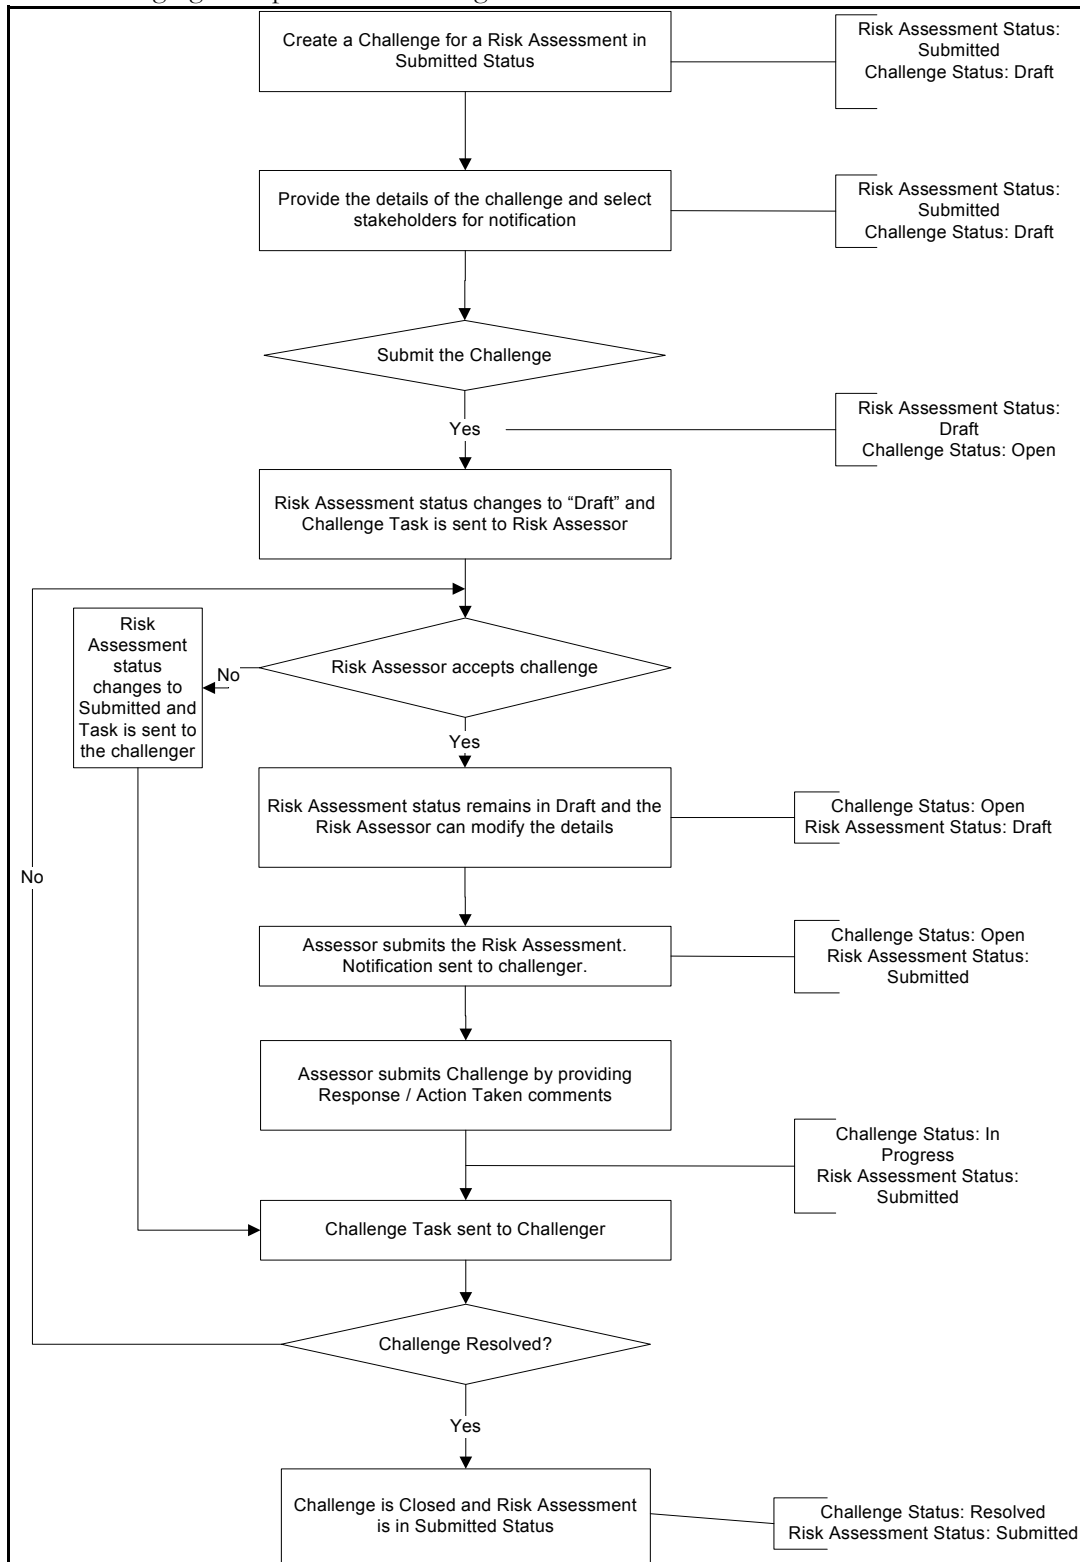 Create a Challenge for a Risk Assessment in
Submitted Status
Risk Assessment Status:
Submitted
Challenge Status: Draft
Provide the details of the challenge and select
stakeholders for notification
Risk Assessment Status:
Submitted
Challenge Status: Draft
Submit the Challenge
Yes
Risk Assessment Status:
Draft
Challenge Status: Open
Risk Assessment status changes to “Draft” and
Challenge Task is sent to Risk Assessor
Risk
Assessment
status
changes to
Submitted and
Task is sent to
the challenger
No
Risk Assessor accepts challenge
Yes
Risk Assessment status remains in Draft and the
Risk Assessor can modify the details
Challenge Status: Open
Risk Assessment Status: Draft
No
Assessor submits the Risk Assessment.
Notification sent to challenger.
Challenge Status: Open
Risk Assessment Status:
Submitted
Assessor submits Challenge by providing
Response / Action Taken comments
Challenge Status: In
Progress
Risk Assessment Status:
Submitted
Challenge Task sent to Challenger
Challenge Resolved?
Yes
Challenge is Closed and Risk Assessment
is in Submitted Status
Challenge Status: Resolved
Risk Assessment Status: Submitted